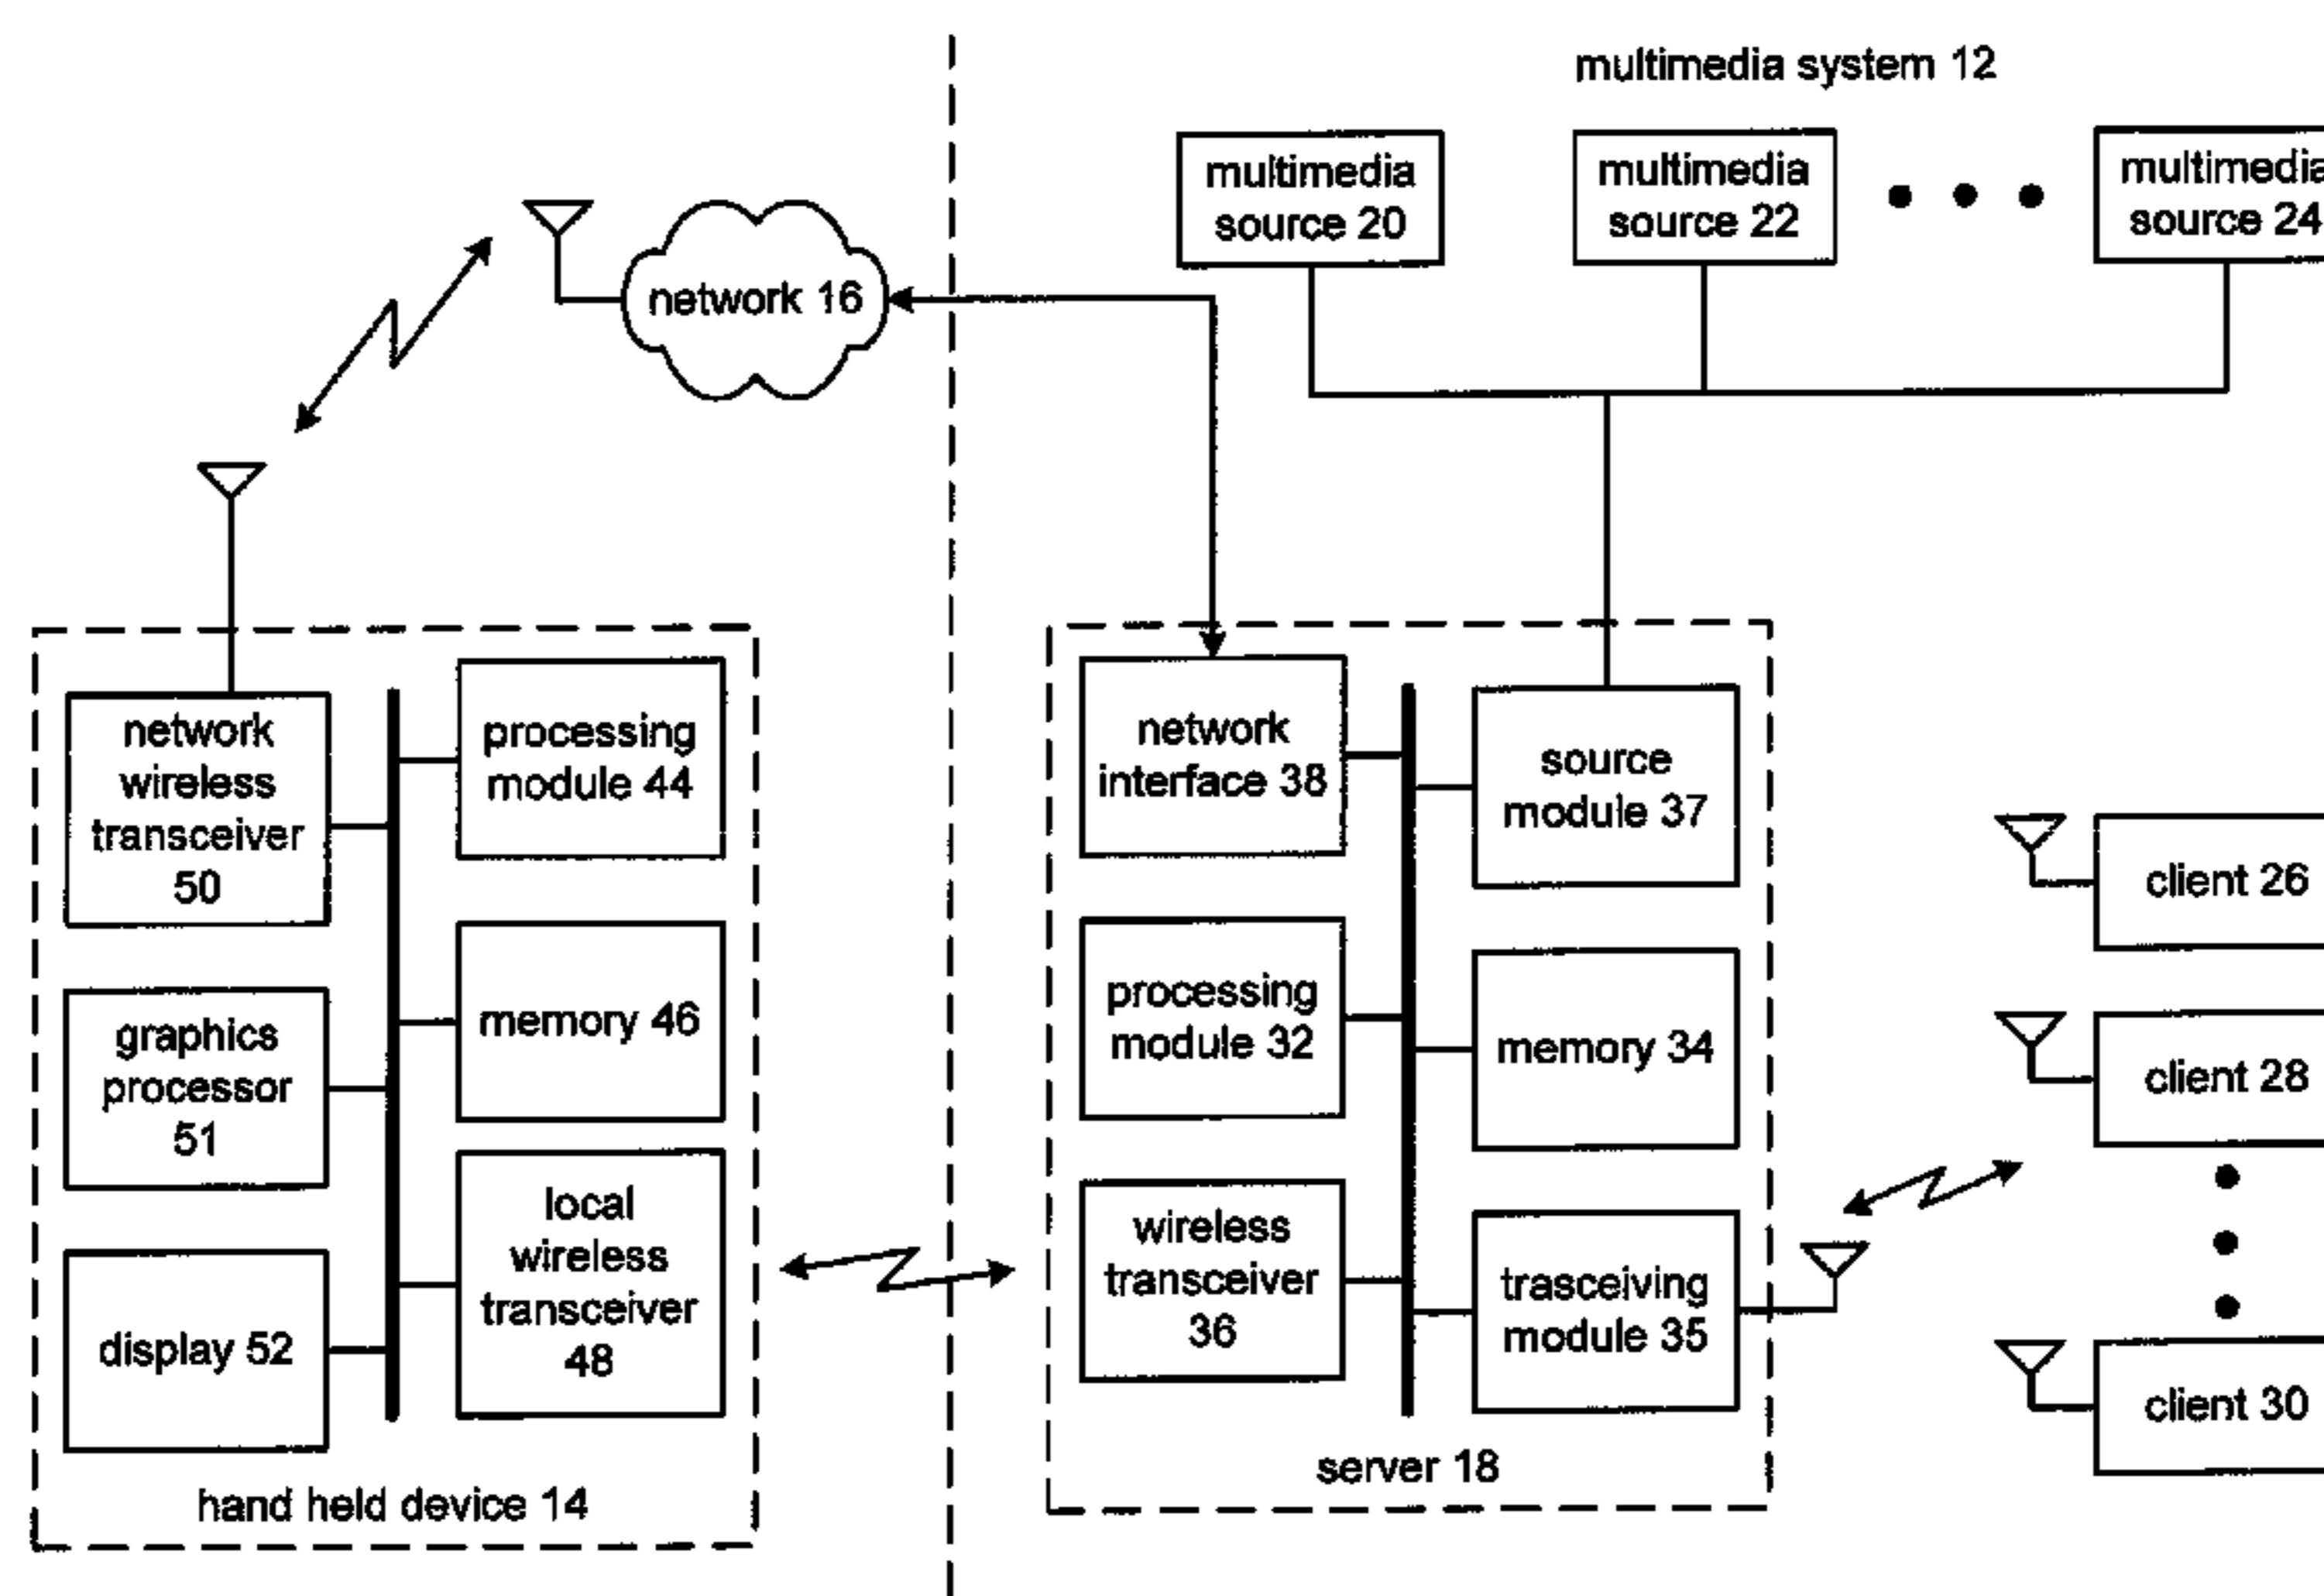 multimedia system 12
multimedia
source 20
multimedia
source 22
multimedia
source 24
network 16
network
wireless
transceiver
50
processing
module 44
graphics
processor
51
memory 46
display 52
local
wireless
transceiver
48
hand held device 14
network
interface 38
source
module 37
processing
module 32
memory 34
wireless
transceiver
36
trasceiving
module 35
server 18
client 26
client 28
client 30